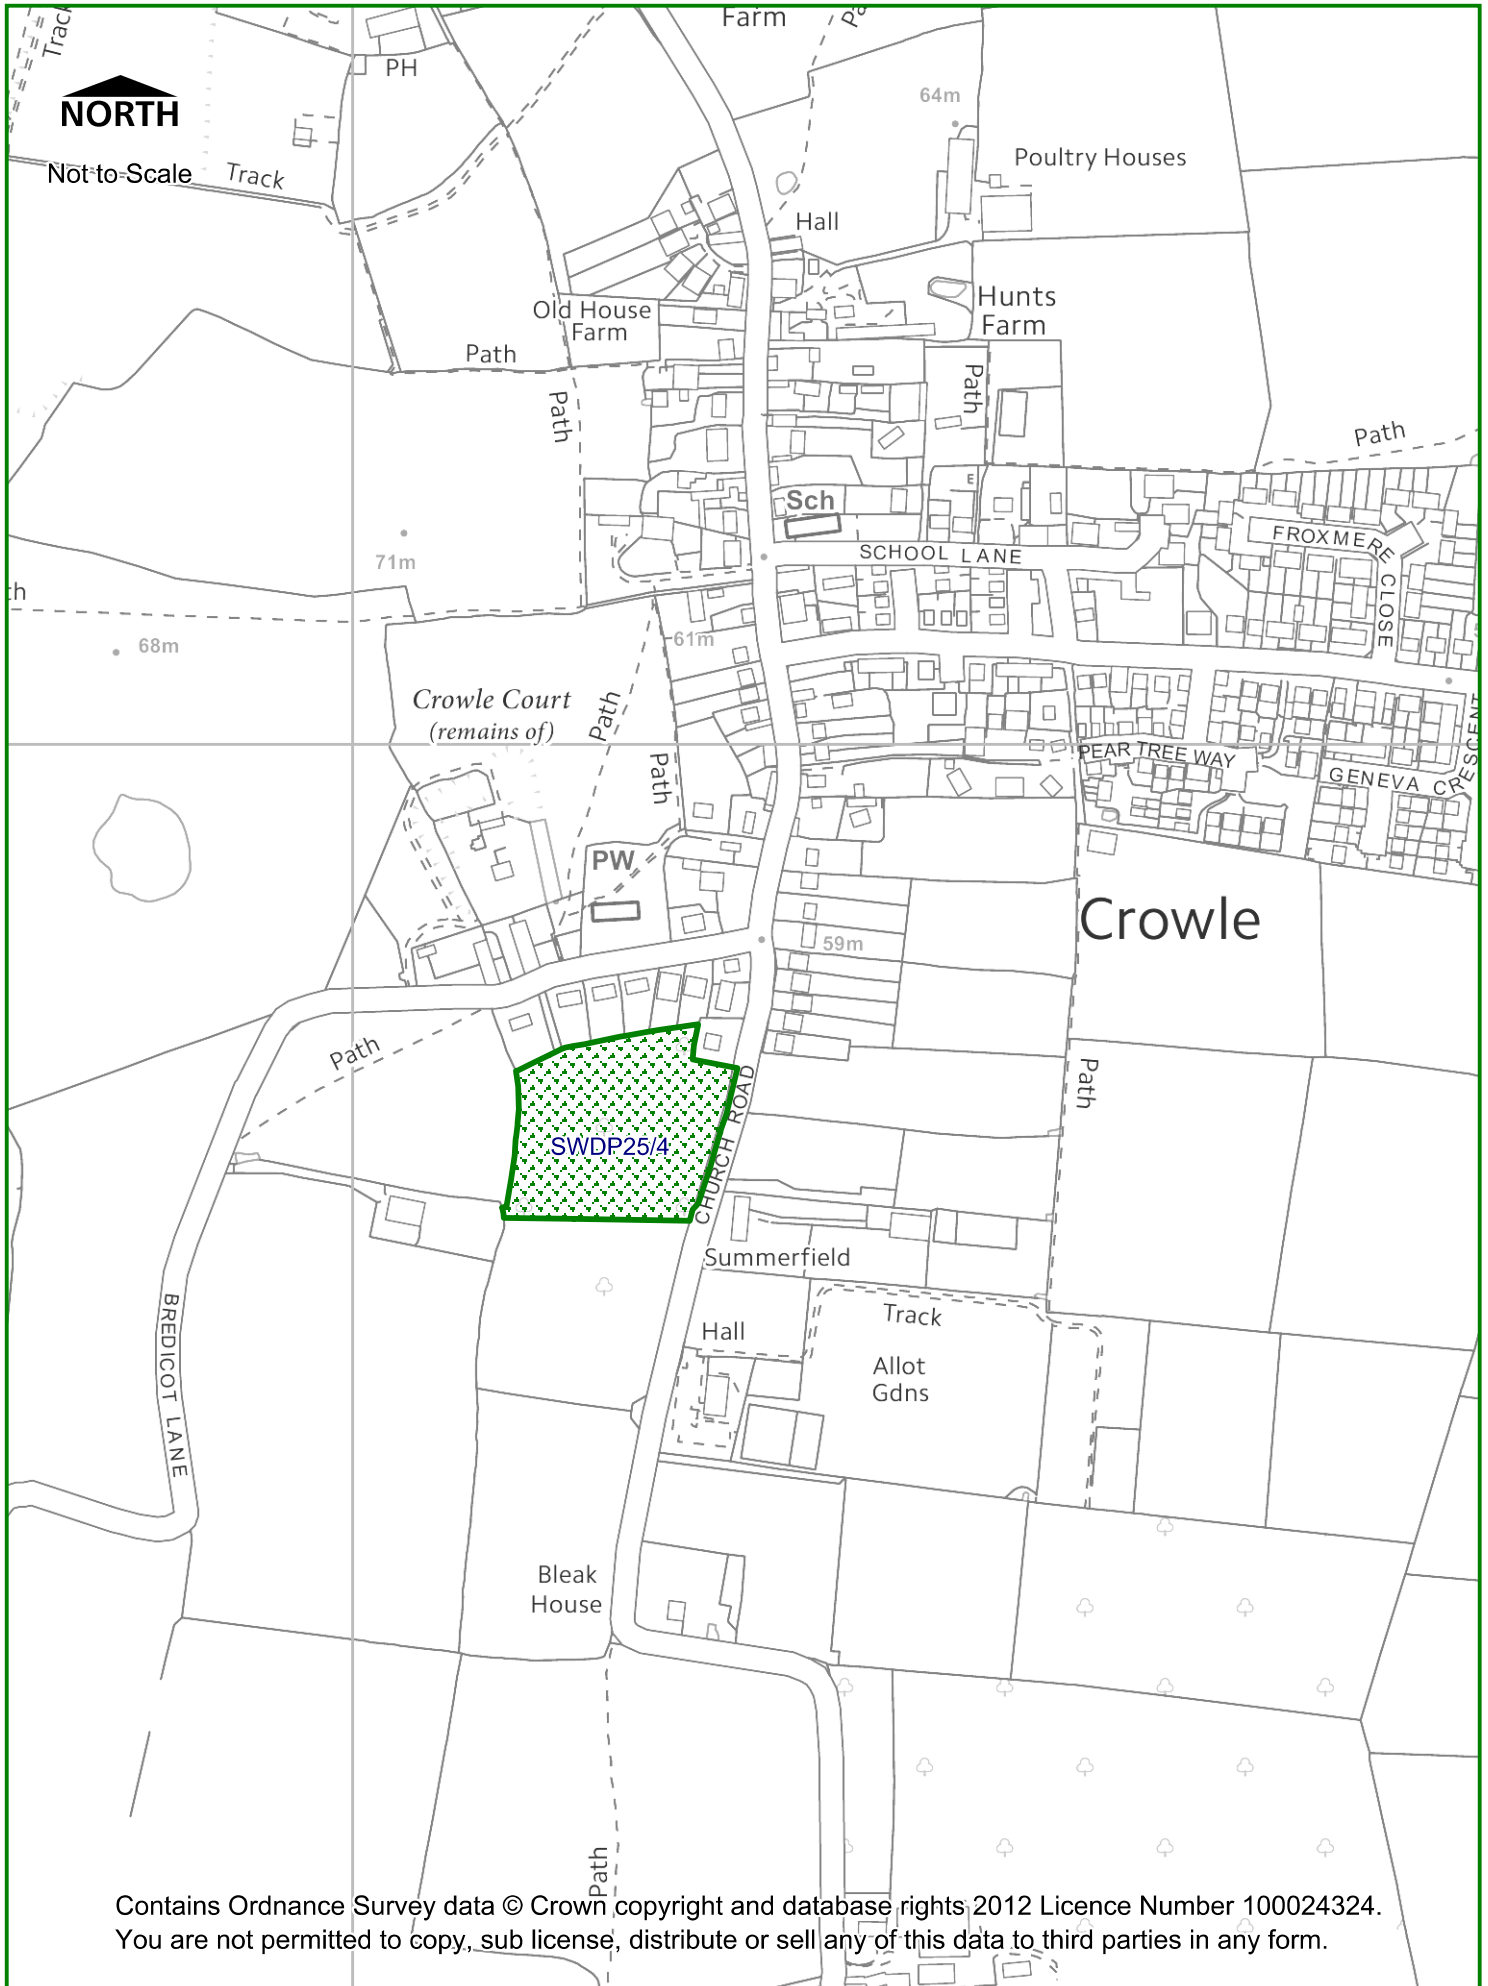 Farm
Pa
Track
PH
NORTH
Not to Scale
Track
64m
Poultry Houses
Hall
Hunts
Farm
Old House
Farm
Path
Path
Path
Path
Sch
E
SCHOOL LANE
FROXMERE CLOSE
71m
th
68m
61m
Crowle Court
(remains of)
Path
Path
PEAR TREE WAY
GENEVA CRESCENT
PW
Crowle
59m
Path
Path
SWDP25/4
CHURCH ROAD
Summerfield
Track
Hall
Allot
Gdns
BREDICOT LANE
Bleak
House
Path
Contains Ordnance Survey data © Crown copyright and database rights 2012 Licence Number 100024324.
You are not permitted to copy, sub license, distribute or sell any of this data to third parties in any form.